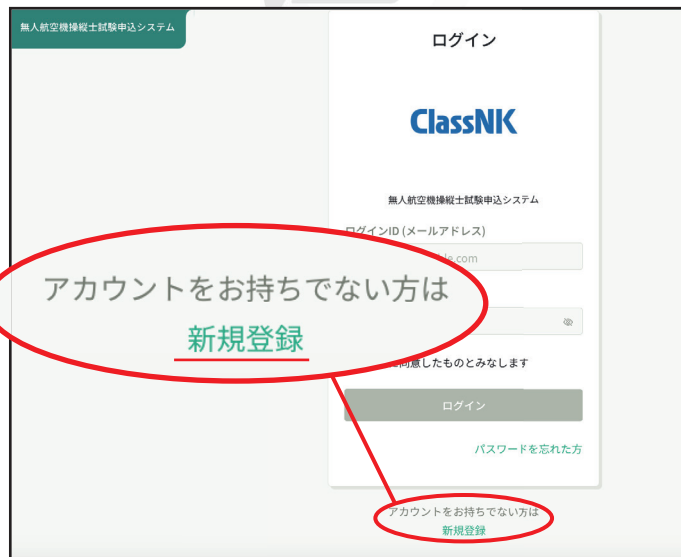 無人航空機操縦士試験申込システム
ログイン
ClassNK
無人航空機操縦士試験申込システム
ログインID (メールアドレス)
le.com
アカウントをお持ちでない方は
新規登録
同意したものとみなします
ログイン
パスワードを忘れた方
アカウントをお持ちでない方は
新規登録